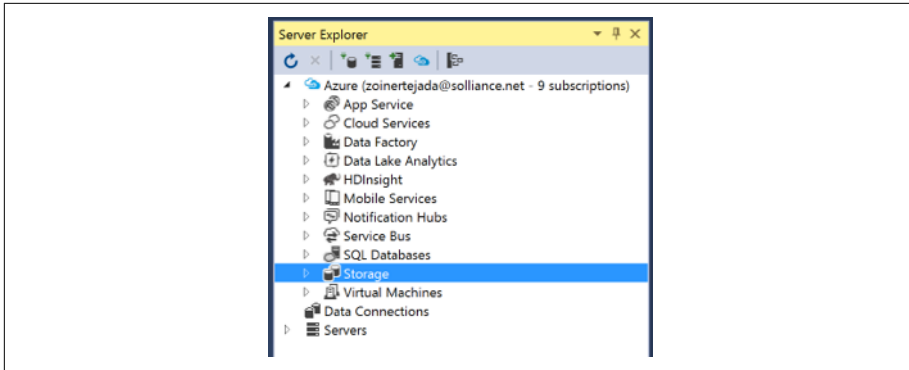 Server Explorer
Azure (zoinertejada@solliance.net - 9 subscriptions)
App Service
Cloud Services
Data Factory
Data Lake Analytics
HDInsight
Mobile Services
Notification Hubs
Service Bus
SQL Databases
Storage
Virtual Machines
Data Connections
Servers